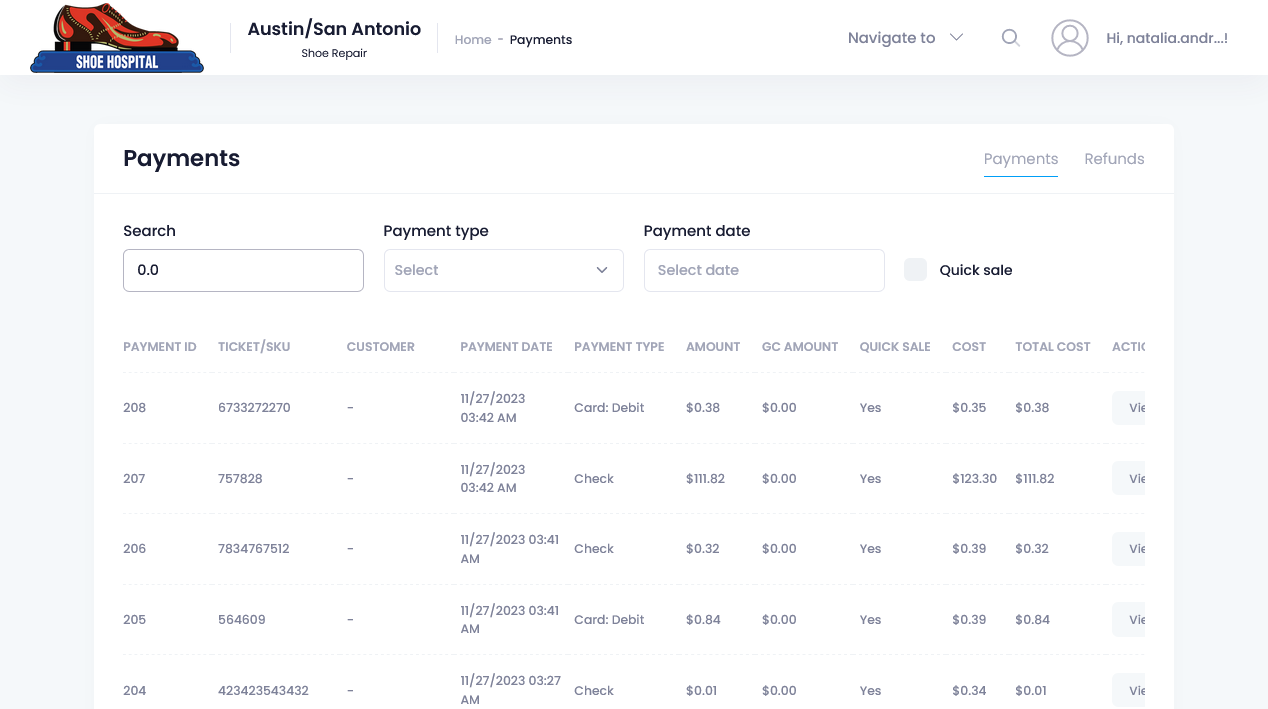 SHOE HOSPITAL
Austin/San Antonio
Shoe Repair
Home - Payments
Navigate to
Hi, natalia.andr...!
Payments
Payments Refunds
Search Payment type Payment date
0.0 Select Select date Quick sale
PAYMENT ID TICKET/SKU CUSTOMER PAYMENT DATE PAYMENT TYPE AMOUNT GC AMOUNT QUICK SALE COST TOTAL COST
208 6733272270 - 11/27/2023 03:42 AM Card: Debit $0.38 $0.00 Yes $0.35 $0.38
207 757828 - 11/27/2023 03:42 AM Check $111.82 $0.00 Yes $123.30 $111.82
206 7834767512 - 11/27/2023 03:41 AM Check $0.32 $0.00 Yes $0.39 $0.32
205 564609 - 11/27/2023 03:41 AM Card: Debit $0.84 $0.00 Yes $0.39 $0.84
204 423423543432 - 11/27/2023 03:27 AM Check $0.01 $0.00 Yes $0.34 $0.01